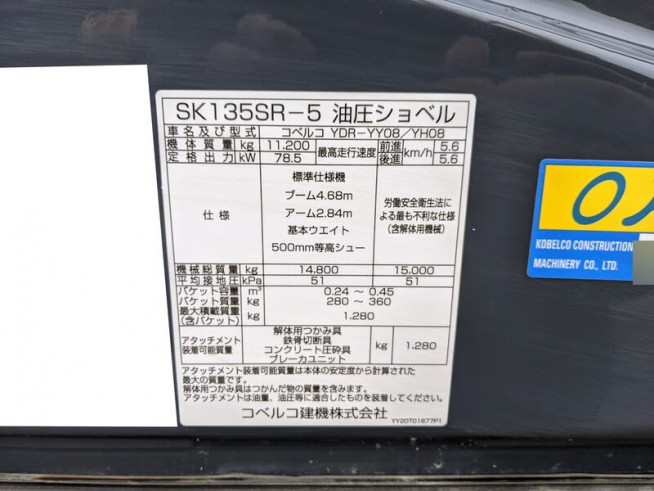 SK135SR-5 油圧ショベル
車名及び型式 コベルコ YDR-YY08/YH08
機体質量 kg 11,200 最高走行速度 前進 km/h 5.6
定格出力 kW 78.5 後進 5.6
仕様
標準仕様機
ブーム4.68m
アーム2.84m
基本ウエイト
500mm等高シュー
労働安全衛生法に
よる最も不利な仕様
(含解体用機械)
機械総質量 kg 14,800 15,000
平均接地圧 kPa 51 51
バケット容量 m³ 0.24 ~ 0.45
バケット質量 kg 280 ~ 360
最大積載質量 kg 1,280
(含バケット)
アタッチメント
装着可能質量
解体用つかみ具
鉄骨切断具
コンクリート圧砕具
ブレーカユニット
kg 1,280
アタッチメント装着可能質量は本体の安定度から計算された
最大の質量です。
解体用つかみ具の質量はつかんだ物の質量を含みます。
アタッチメントは油量、油圧等に適合したものを装着してください。
コベルコ建機株式会社
YY20T01677P1
KOBELCO CONSTRUCTION
MACHINERY CO., LTD.